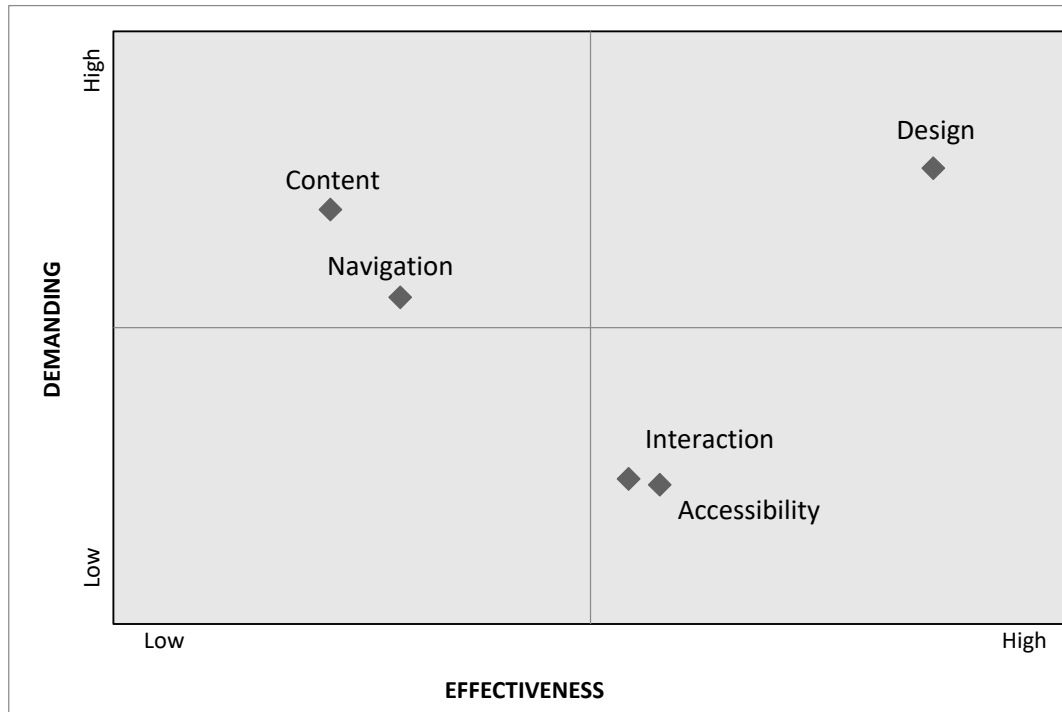 High
Design
Content
Navigation
DEMANDING
Interaction
Accessibility
Low
Low
High
EFFECTIVENESS